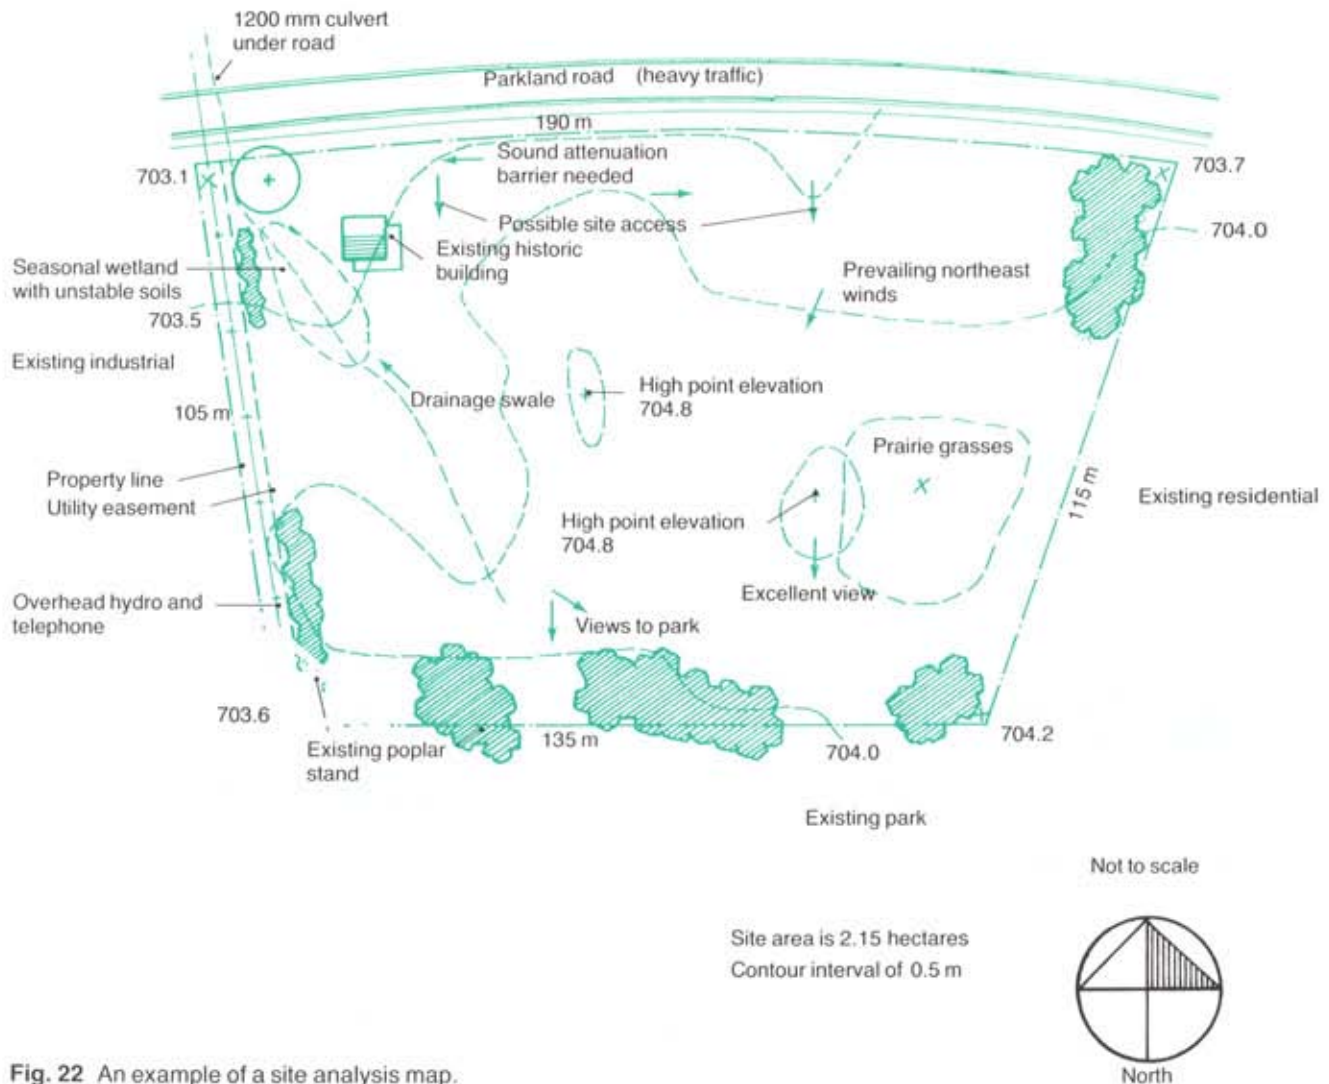 1200 mm culvert
under road
Parkland road (heavy traffic)
190 m
Sound attenuation
barrier needed
703.1
703.7
Possible site access
704.0
Existing historic
building
Seasonal wetland
with unstable soils
Prevailing northeast
winds
703.5
Existing industrial
High point elevation
704.8
Drainage swale
105 m
Prairie grasses
Property line
Utility easement
115 m
Existing residential
High point elevation
704.8
Excellent view
Overhead hydro and
telephone
Views to park
703.6
Existing poplar
stand
135 m
704.0
704.2
Existing park
Not to scale
Site area is 2.15 hectares
Contour interval of 0.5 m
North
Fig. 22 An example of a site analysis map.